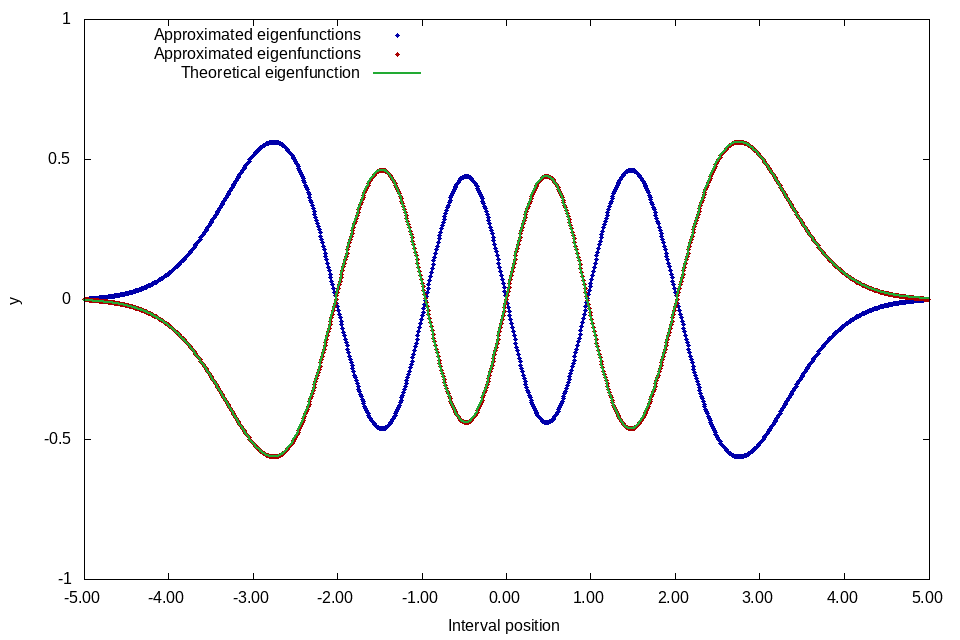 1
Approximated eigenfunctions
Approximated eigenfunctions
Theoretical eigenfunction
0.5
0
y
-0.5
-1
-5.00 -4.00 -3.00 -2.00 -1.00 0.00 1.00 2.00 3.00 4.00 5.00
Interval position